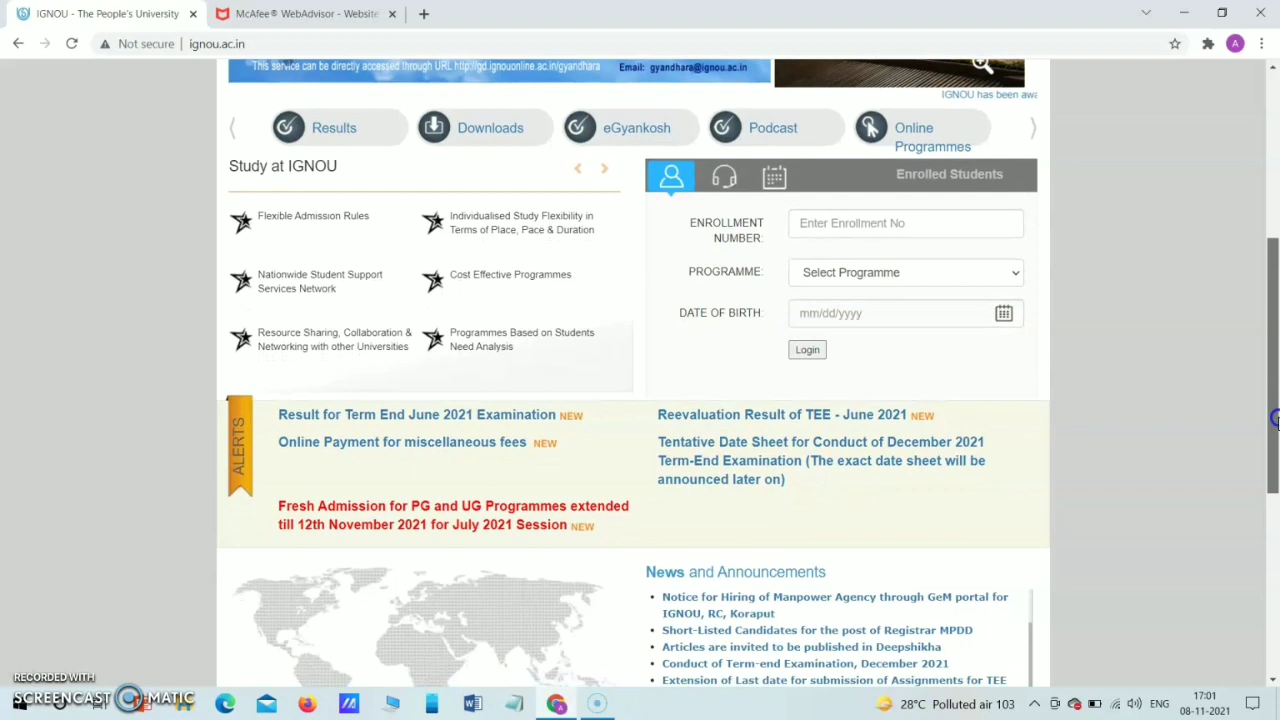 IGNOU - The People's University
McAfee® WebAdvisor - Website
Not secure
ignou.ac.in
A
This service can be directly accessed through URL http://gd.ignouonline.ac.in/gyandhara
Email: gyandhara@ignou.ac.in
IGNOU has been awa
Results
Downloads
eGyankosh
Podcast
Online
Programmes
Study at IGNOU
Enrolled Students
Flexible Admission Rules
Individualised Study Flexibility in
Terms of Place, Pace & Duration
Nationwide Student Support
Services Network
Cost Effective Programmes
Resource Sharing, Collaboration &
Networking with other Universities
Programmes Based on Students
Need Analysis
ENROLLMENT
NUMBER:
Enter Enrollment No
PROGRAMME:
Select Programme
DATE OF BIRTH:
mm/dd/yyyy
Login
ALERTS
Result for Term End June 2021 Examination NEW
Online Payment for miscellaneous fees NEW
Fresh Admission for PG and UG Programmes extended
till 12th November 2021 for July 2021 Session NEW
Reevaluation Result of TEE - June 2021 NEW
Tentative Date Sheet for Conduct of December 2021
Term-End Examination (The exact date sheet will be
announced later on)
News and Announcements
Notice for Hiring of Manpower Agency through GeM portal for
IGNOU, RC, Koraput
Short-Listed Candidates for the post of Registrar MPDD
Articles are invited to be published in Deepshikha
Conduct of Term-end Examination, December 2021
Extension of Last date for submission of Assignments for TEE
RECORDED WITH
SCREENCAST MATIC
28°C Polluted air 103
ENG
17:01
08-11-2021